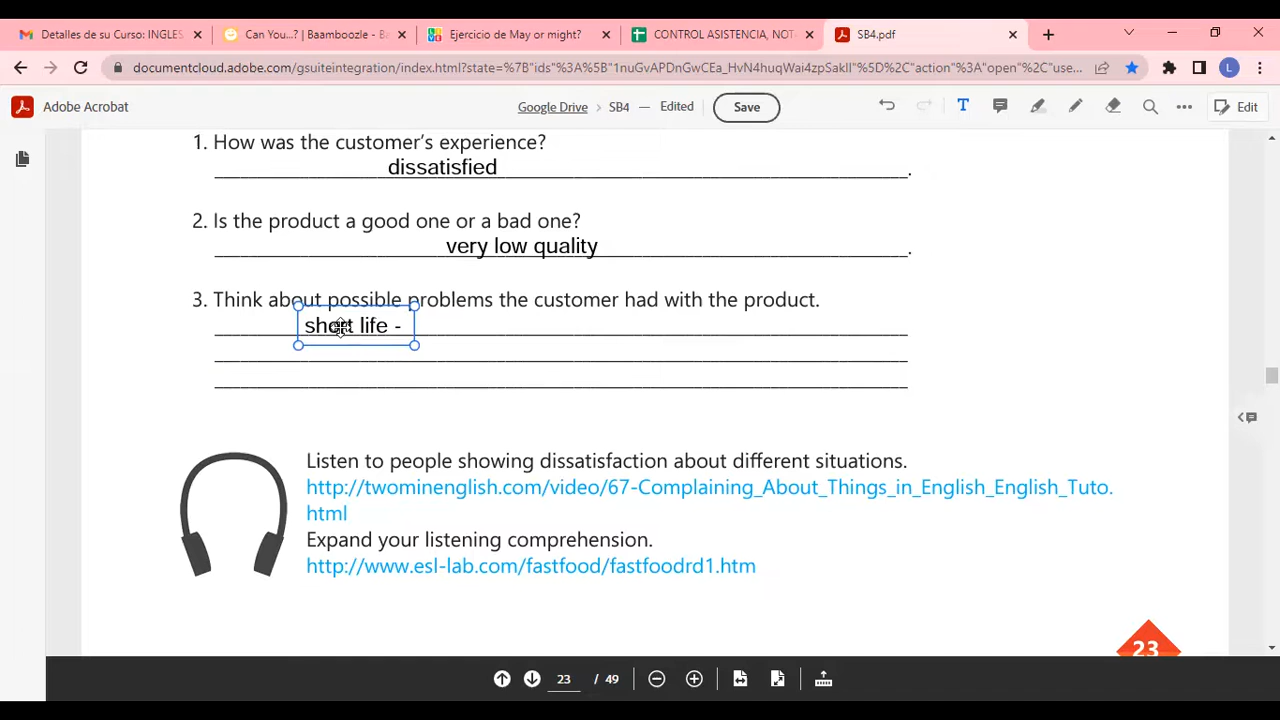 Detalles de su Curso: INGLES
Can You...? | Baamboozle - Ba
Ejercicio de May or might?
CONTROL ASISTENCIA, NOT
SB4.pdf
documentcloud.adobe.com/gsuiteintegration/index.html?state=%7B"ids"%3A%5B"1nuGvAPDnGwCEa_HvN4huqWai4zpSakII"%5D%2C"action"%3A"open"%2C"use...
L
Adobe Acrobat
Google Drive > SB4 — Edited
Save
T
Edit
1. How was the customer's experience?
dissatisfied
2. Is the product a good one or a bad one?
very low quality
3. Think about possible problems the customer had with the product.
short life -
Listen to people showing dissatisfaction about different situations.
http://twominenglish.com/video/67-Complaining_About_Things_in_English_English_Tuto.
html
Expand your listening comprehension.
http://www.esl-lab.com/fastfood/fastfoodrd1.htm
23
23 / 49